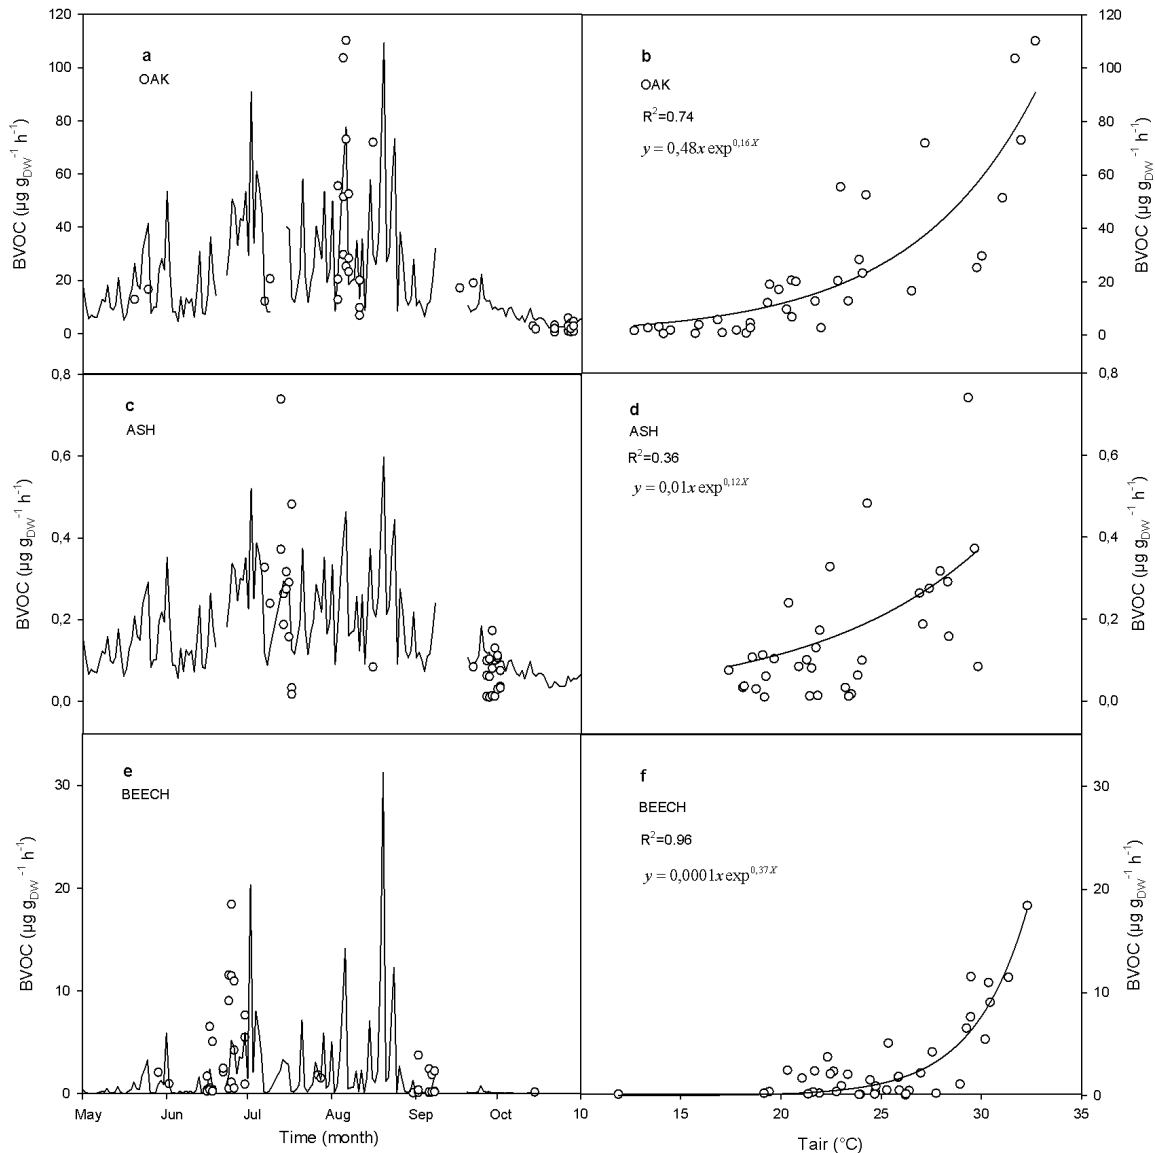 120
100
80
60
40
20
0
BVOC (µg g_DW⁻¹ h⁻¹)
a
OAK
b
OAK
R²=0.74
y = 0,48x exp^0,16X
120
100
80
60
40
20
0
BVOC (µg g_DW⁻¹ h⁻¹)
0,8
0,6
0,4
0,2
0,0
BVOC (µg g_DW⁻¹ h⁻¹)
c
ASH
d
ASH
R²=0.36
y = 0,01x exp^0,12X
0,8
0,6
0,4
0,2
0,0
BVOC (µg g_DW⁻¹ h⁻¹)
30
20
10
0
BVOC (µg g_DW⁻¹ h⁻¹)
e
BEECH
f
BEECH
R²=0.96
y = 0,0001x exp^0,37X
30
20
10
0
BVOC (µg g_DW⁻¹ h⁻¹)
May Jun Jul Aug Sep Oct
Time (month)
10 15 20 25 30 35
Tair (°C)